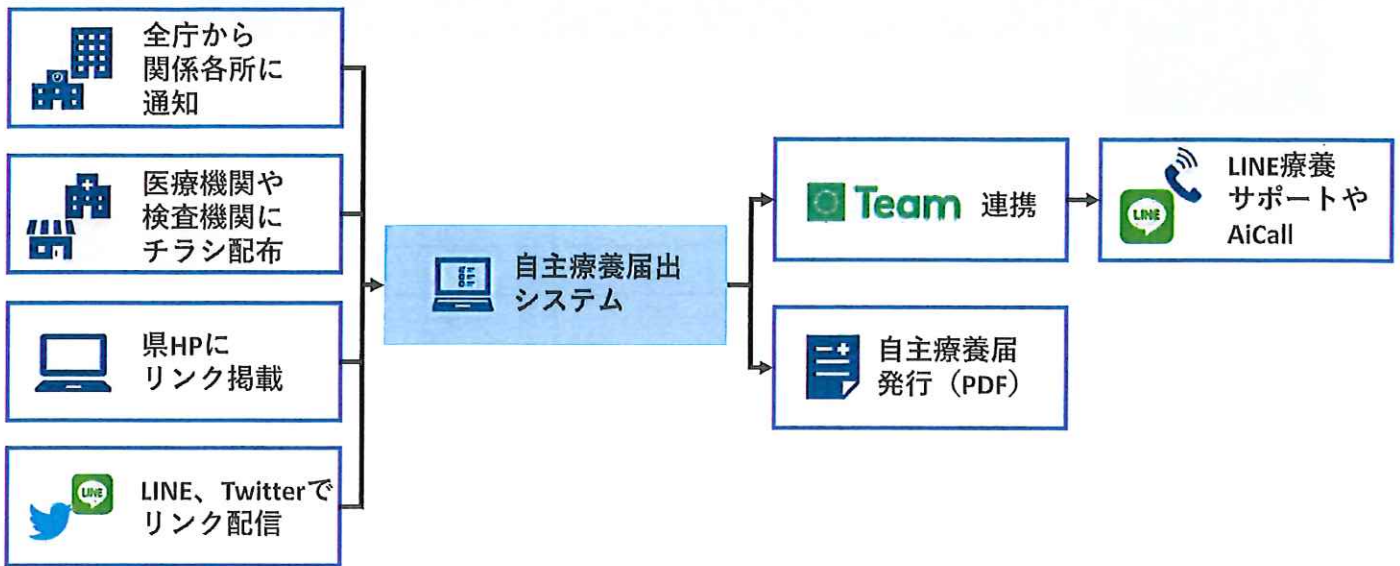 全庁から
関係各所に
通知
医療機関や
検査機関に
チラシ配布
県HPに
リンク掲載
LINE
LINE、Twitterで
リンク配信
自主療養届出
システム
Team 連携
自主療養届
発行（PDF）
LINE
LINE療養
サポートや
AiCall